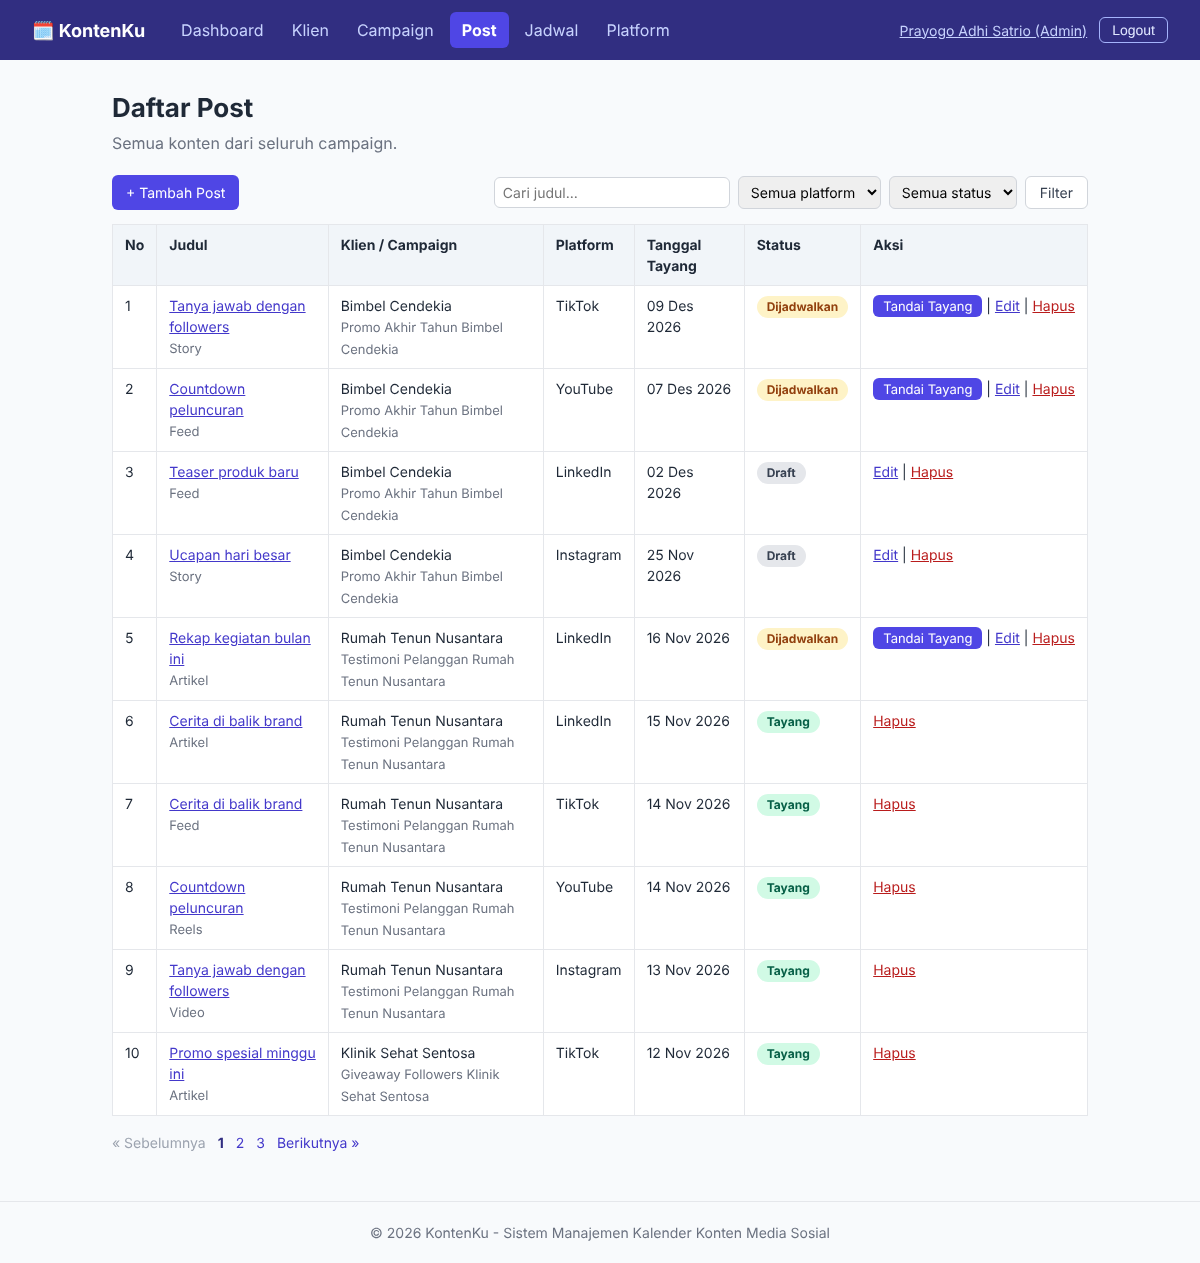 KontenKu
Dashboard
Klien
Campaign
Post
Jadwal
Platform
Prayogo Adhi Satrio (Admin)
Logout
Daftar Post
Semua konten dari seluruh campaign.
+ Tambah Post
Cari judul...
Semua platform
Semua status
Filter
No
Judul
Klien / Campaign
Platform
Tanggal
Tayang
Status
Aksi
1
Tanya jawab dengan
followers
Story
Bimbel Cendekia
Promo Akhir Tahun Bimbel
Cendekia
TikTok
09 Des
2026
Dijadwalkan
Tandai Tayang | Edit | Hapus
2
Countdown
peluncuran
Feed
Bimbel Cendekia
Promo Akhir Tahun Bimbel
Cendekia
YouTube
07 Des 2026
Dijadwalkan
Tandai Tayang | Edit | Hapus
3
Teaser produk baru
Feed
Bimbel Cendekia
Promo Akhir Tahun Bimbel
Cendekia
LinkedIn
02 Des
2026
Draft
Edit | Hapus
4
Ucapan hari besar
Story
Bimbel Cendekia
Promo Akhir Tahun Bimbel
Cendekia
Instagram
25 Nov
2026
Draft
Edit | Hapus
5
Rekap kegiatan bulan
ini
Artikel
Rumah Tenun Nusantara
Testimoni Pelanggan Rumah
Tenun Nusantara
LinkedIn
16 Nov 2026
Dijadwalkan
Tandai Tayang | Edit | Hapus
6
Cerita di balik brand
Artikel
Rumah Tenun Nusantara
Testimoni Pelanggan Rumah
Tenun Nusantara
LinkedIn
15 Nov 2026
Tayang
Hapus
7
Cerita di balik brand
Feed
Rumah Tenun Nusantara
Testimoni Pelanggan Rumah
Tenun Nusantara
TikTok
14 Nov 2026
Tayang
Hapus
8
Countdown
peluncuran
Reels
Rumah Tenun Nusantara
Testimoni Pelanggan Rumah
Tenun Nusantara
YouTube
14 Nov 2026
Tayang
Hapus
9
Tanya jawab dengan
followers
Video
Rumah Tenun Nusantara
Testimoni Pelanggan Rumah
Tenun Nusantara
Instagram
13 Nov 2026
Tayang
Hapus
10
Promo spesial minggu
ini
Artikel
Klinik Sehat Sentosa
Giveaway Followers Klinik
Sehat Sentosa
TikTok
12 Nov 2026
Tayang
Hapus
« Sebelumnya 1 2 3 Berikutnya »
© 2026 KontenKu - Sistem Manajemen Kalender Konten Media Sosial